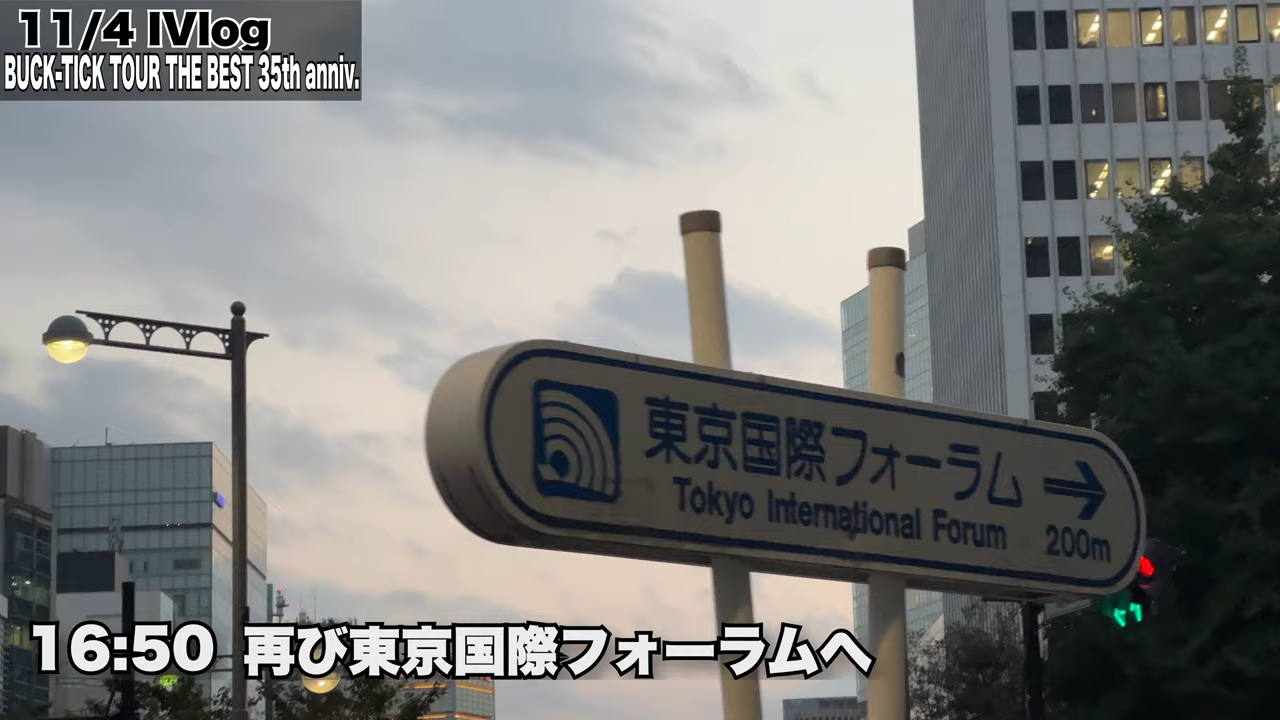 11/4 IVlog
BUCK-TICK TOUR THE BEST 35th anniv.
東京国際フォーラム
Tokyo International Forum 200m
16:50 再び東京国際フォーラムへ